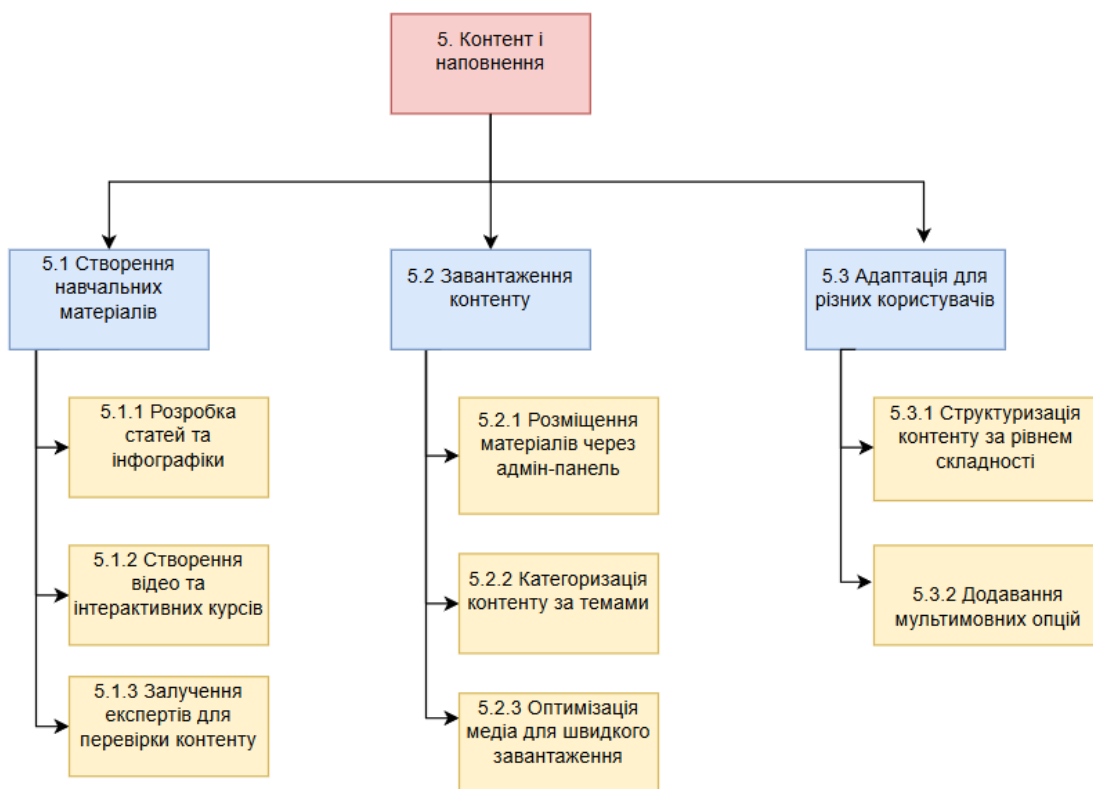 5. Контент і
наповнення
5.1 Створення
навчальних
матеріалів
5.2 Завантаження
контенту
5.3 Адаптація для
різних користувачів
5.1.1 Розробка
статей та
інфографіки
5.2.1 Розміщення
матеріалів через
адмін-панель
5.3.1 Структуризація
контенту за рівнем
складності
5.1.2 Створення
відео та
інтерактивних курсів
5.2.2 Категоризація
контенту за темами
5.3.2 Додавання
мультимовних опцій
5.1.3 Залучення
експертів для
перевірки контенту
5.2.3 Оптимізація
медіа для швидкого
завантаження